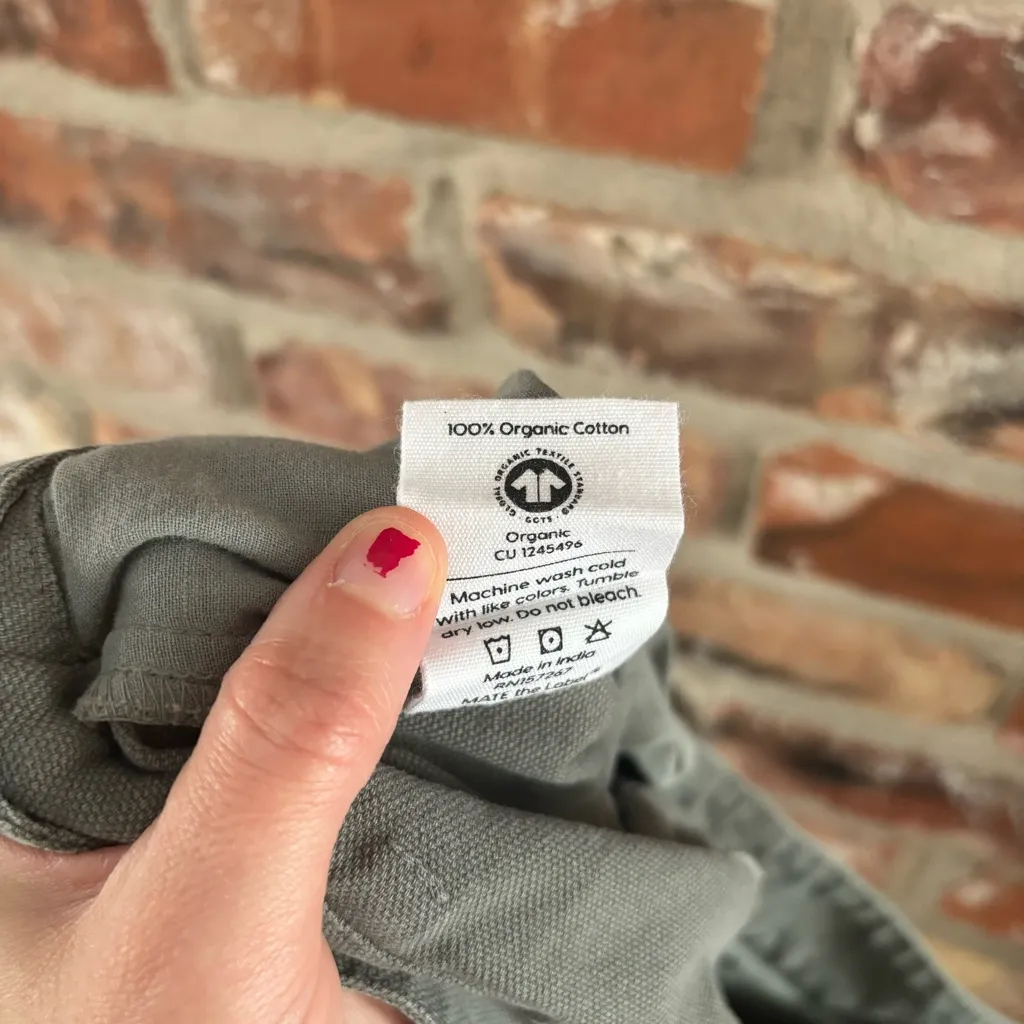 100% Organic Cotton
GLOBAL ORGANIC TEXTILE STANDARD · GOTS ·
Organic
CU 1245496
Machine wash cold
with like colors. Tumble
dry low. Do not bleach.
Made in India
RN157267
MATE the Label®